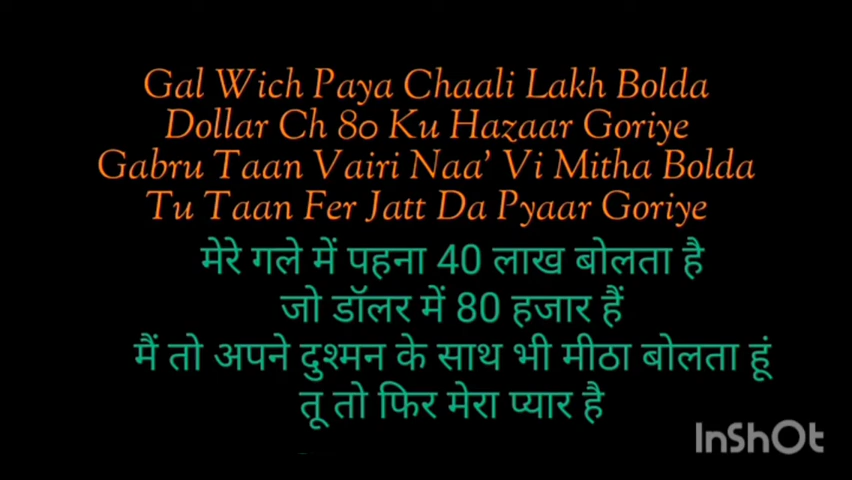 Gal Wich Paya Chaali Lakh Bolda
Dollar Ch 80 Ku Hazaar Goriye
Gabru Taan Vairi Naa' Vi Mitha Bolda
Tu Taan Fer Jatt Da Pyaar Goriye
मेरे गले में पहना 40 लाख बोलता है
जो डॉलर में 80 हजार हैं
मैं तो अपने दुश्मन के साथ भी मीठा बोलता हूं
तू तो फिर मेरा प्यार है
InShOt